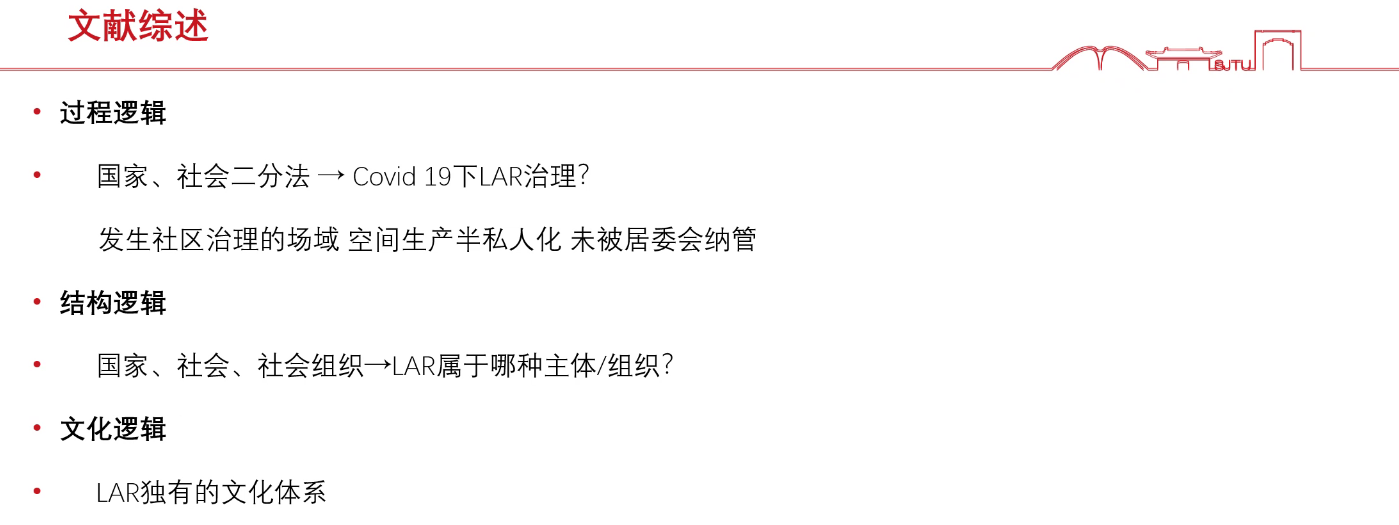 文献综述
SJTU
• 过程逻辑
• 国家、社会二分法 → Covid 19下LAR治理?
发生社区治理的场域 空间生产半私人化 未被居委会纳管
• 结构逻辑
• 国家、社会、社会组织→LAR属于哪种主体/组织?
• 文化逻辑
• LAR独有的文化体系